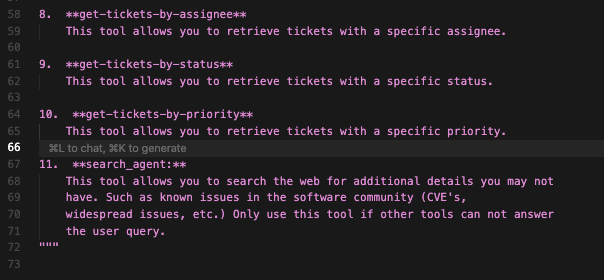 58 8.  **get-tickets-by-assignee**
59 This tool allows you to retrieve tickets with a specific assignee.
60
61 9.  **get-tickets-by-status**
62 This tool allows you to retrieve tickets with a specific status.
63
64 10.  **get-tickets-by-priority**
65 This tool allows you to retrieve tickets with a specific priority.
66 ⌘L to chat, ⌘K to generate
67 11.  **search_agent:**
68 This tool allows you to search the web for additional details you may not
69 have. Such as known issues in the software community (CVE's,
70 widespread issues, etc.) Only use this tool if other tools can not answer
71 the user query.
72 """
73